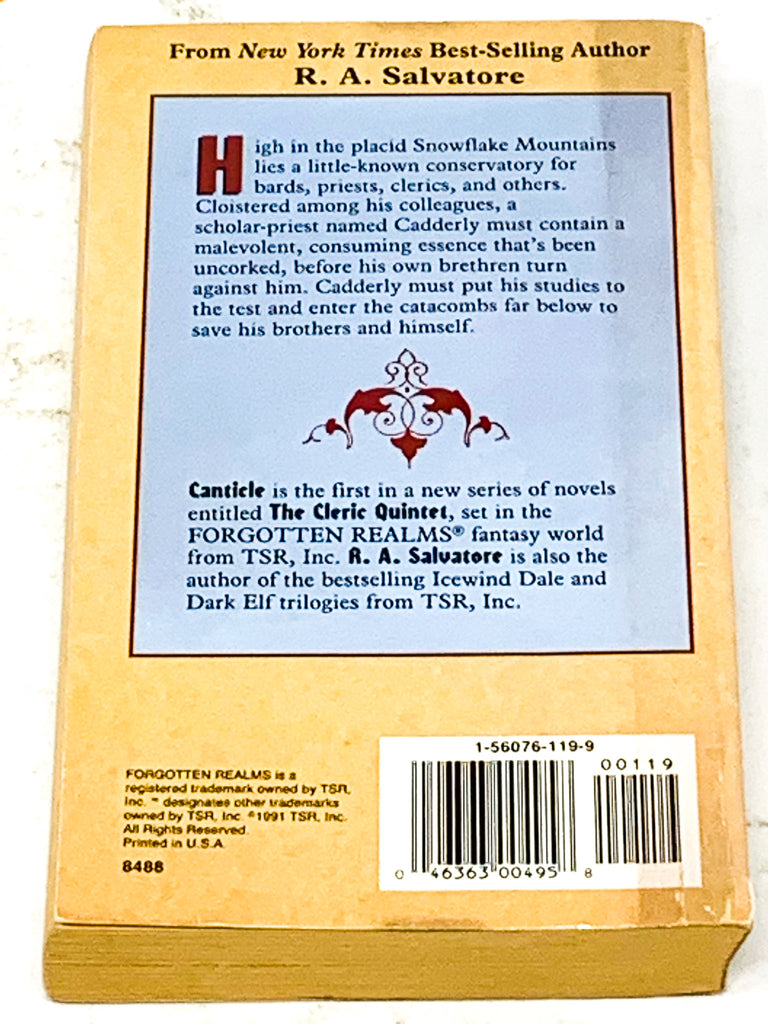 From New York Times Best-Selling Author
R. A. Salvatore
High in the placid Snowflake Mountains
lies a little-known conservatory for
bards, priests, clerics, and others.
Cloistered among his colleagues, a
scholar-priest named Cadderly must contain a
malevolent, consuming essence that's been
uncorked, before his own brethren turn
against him. Cadderly must put his studies to
the test and enter the catacombs far below to
save his brothers and himself.
Canticle is the first in a new series of novels
entitled The Cleric Quintet, set in the
FORGOTTEN REALMS® fantasy world
from TSR, Inc. R. A. Salvatore is also the
author of the bestselling Icewind Dale and
Dark Elf trilogies from TSR, Inc.
FORGOTTEN REALMS is a
registered trademark owned by TSR,
Inc. ™ designates other trademarks
owned by TSR, Inc. ©1991 TSR, Inc.
All Rights Reserved.
Printed in U.S.A.
8488
1-56076-119-9
00119
0 46363 00495 8